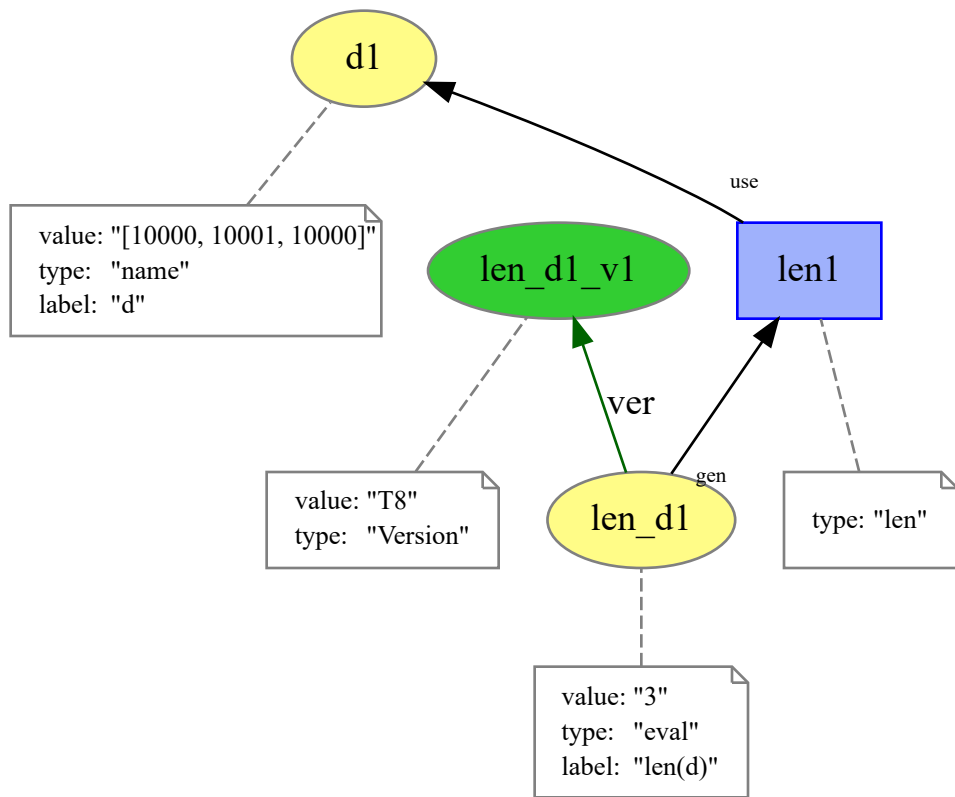 d1
use
value: "[10000, 10001, 10000]"
type: "name"
label: "d"
len_d1_v1
len1
ver
gen
value: "T8"
type: "Version"
len_d1
type: "len"
value: "3"
type: "eval"
label: "len(d)"